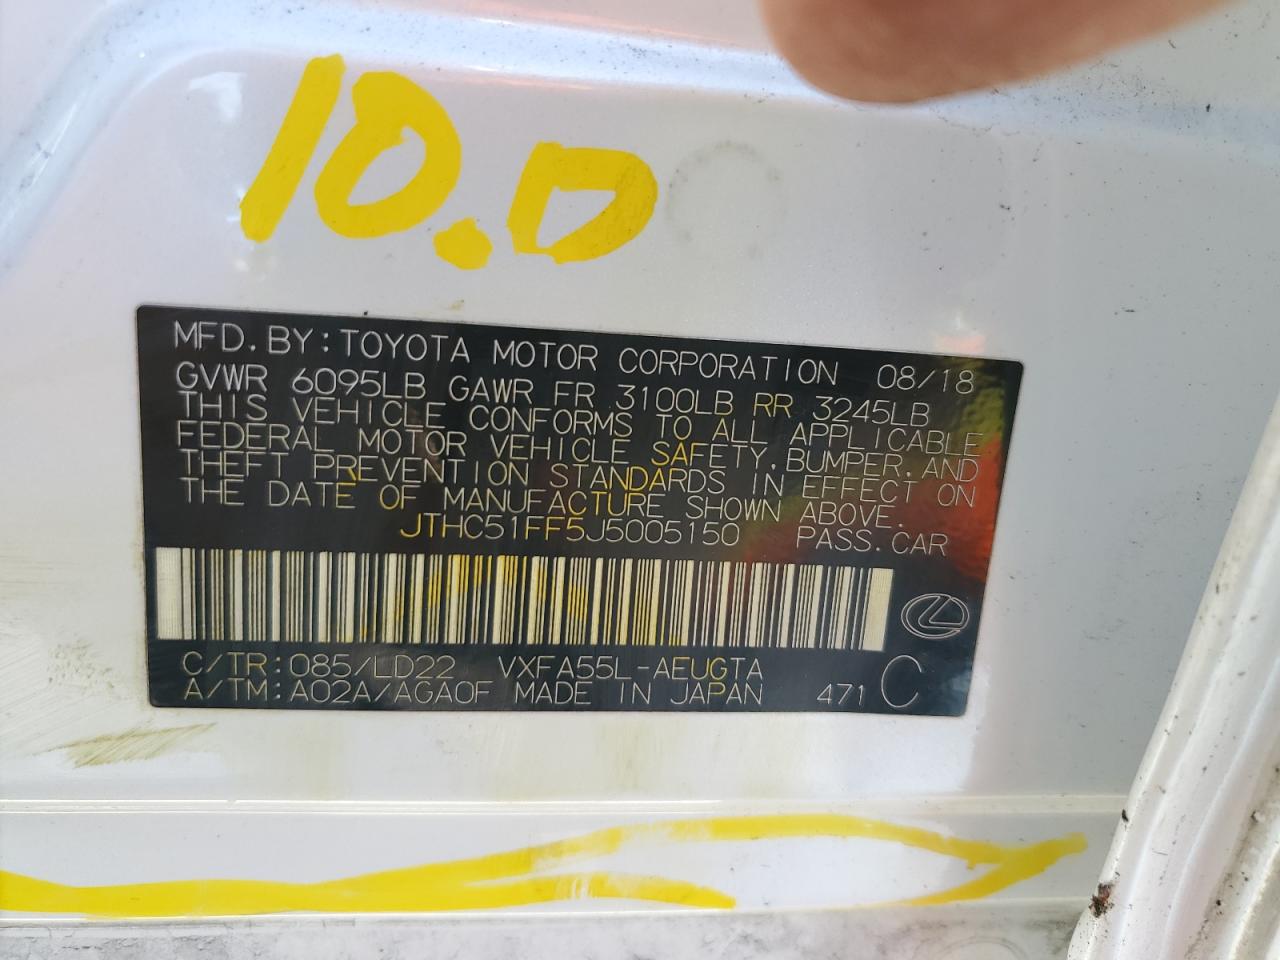 10.0
MFD. BY: TOYOTA MOTOR CORPORATION 08/18
GVWR 6095LB GAWR FR 3100LB RR 3245LB
THIS VEHICLE CONFORMS TO ALL APPLICABLE
FEDERAL MOTOR VEHICLE SAFETY, BUMPER, AND
THEFT PREVENTION STANDARDS IN EFFECT ON
THE DATE OF MANUFACTURE SHOWN ABOVE.
JTHC51FF5J5005150 PASS. CAR
C/TR: 085/LD22 VXFA55L-AEUGTA
A/TM: A02A/AGA0F MADE IN JAPAN 471 C